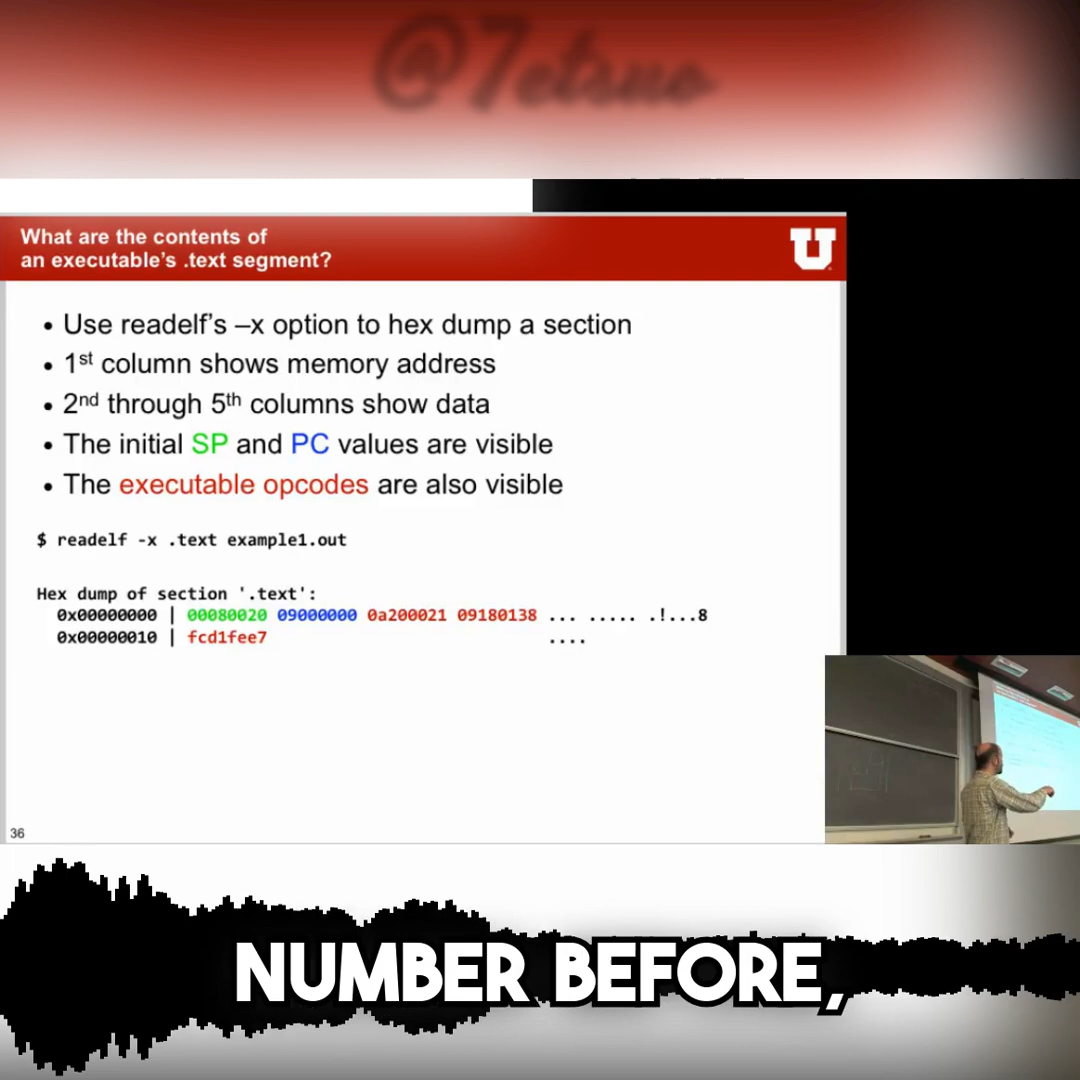 @7etsuo
What are the contents of
an executable's .text segment?
U
• Use readelf's –x option to hex dump a section
• 1st column shows memory address
• 2nd through 5th columns show data
• The initial SP and PC values are visible
• The executable opcodes are also visible
$ readelf -x .text example1.out
Hex dump of section '.text':
0x00000000 | 00080020 09000000 0a200021 09180138 ... ..... .!...8
0x00000010 | fcd1fee7 ....
36
NUMBER BEFORE,